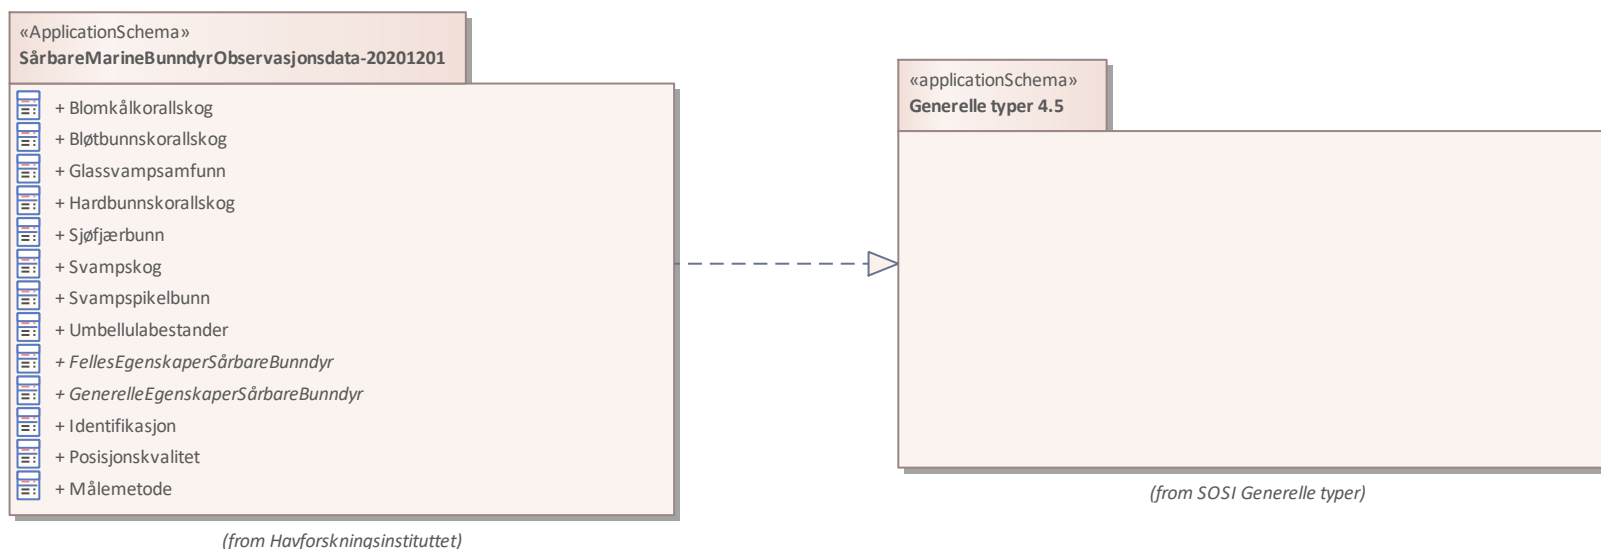 «ApplicationSchema»
SårbareMarineBunndyrObservasjonsdata-20201201
+ Blomkålkorallskog
+ Bløtbunnskorallskog
+ Glassvampsamfunn
+ Hardbunnskorallskog
+ Sjøfjærbunn
+ Svampskog
+ Svampspikelbunn
+ Umbellulabestander
+ FellesEgenskaperSårbareBunndyr
+ GenerelleEgenskaperSårbareBunndyr
+ Identifikasjon
+ Posisjonskvalitet
+ Målemetode
(from Havforskningsinstituttet)
«applicationSchema»
Generelle typer 4.5
(from SOSI Generelle typer)